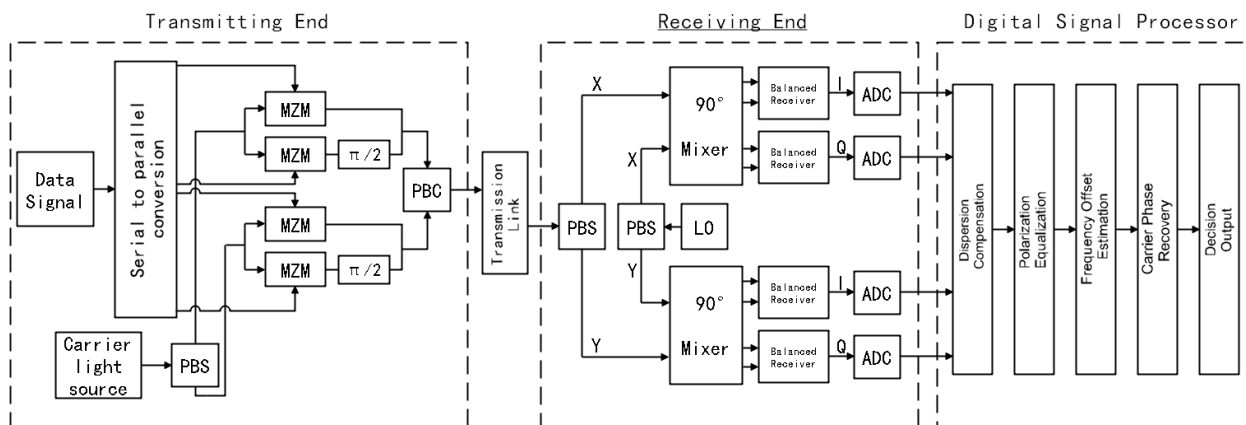 Transmitting End
Receiving End
Digital Signal Processor
Data
Signal
Serial to parallel
conversion
Carrier
light
source
PBS
MZM
MZM
π/2
MZM
MZM
π/2
PBC
Transmission
Link
PBS
X
Y
PBS
X
Y
LO
90°
Mixer
90°
Mixer
Balanced
Receiver
I
ADC
Balanced
Receiver
Q
ADC
Balanced
Receiver
I
ADC
Balanced
Receiver
Q
ADC
Dispersion
Compensation
Polarization
Equalization
Frequency Offset
Estimation
Carrier Phase
Recovery
Decision
Output